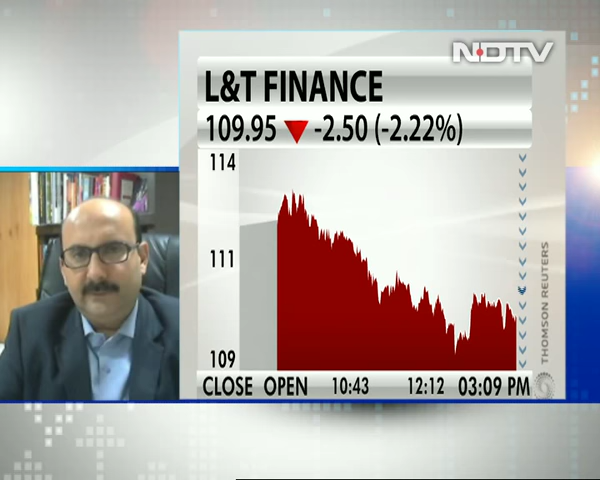 NDTV
L&T FINANCE
109.95 ▼ -2.50 (-2.22%)
114
111
109
CLOSE OPEN 10:43 12:12 03:09 PM
THOMSON REUTERS